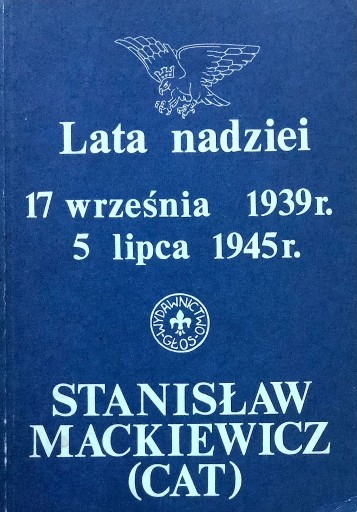 Lata nadziei
17 września 1939r.
5 lipca 1945r.
WYDAWNICTWO
GŁOS
STANISŁAW
MACKIEWICZ
(CAT)